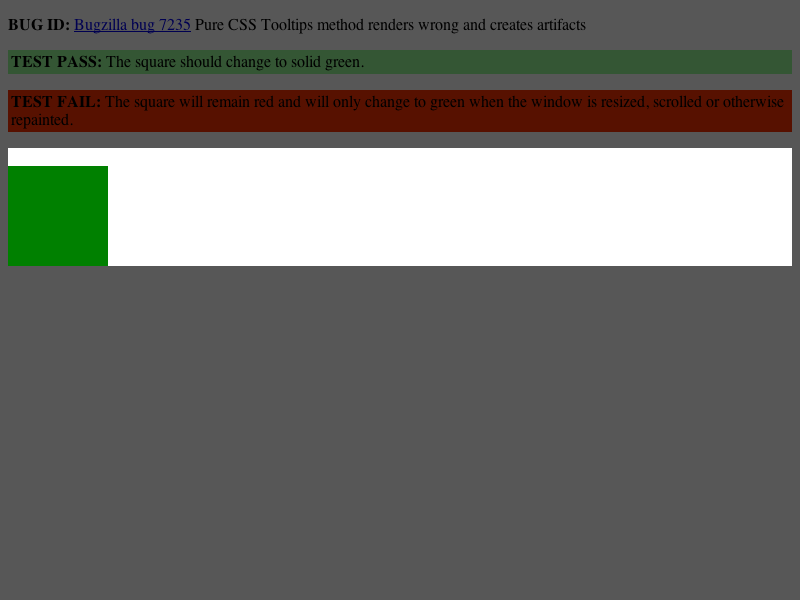 BUG ID: Bugzilla bug 7235 Pure CSS Tooltips method renders wrong and creates artifacts
TEST PASS: The square should change to solid green.
TEST FAIL: The square will remain red and will only change to green when the window is resized, scrolled or otherwise
repainted.